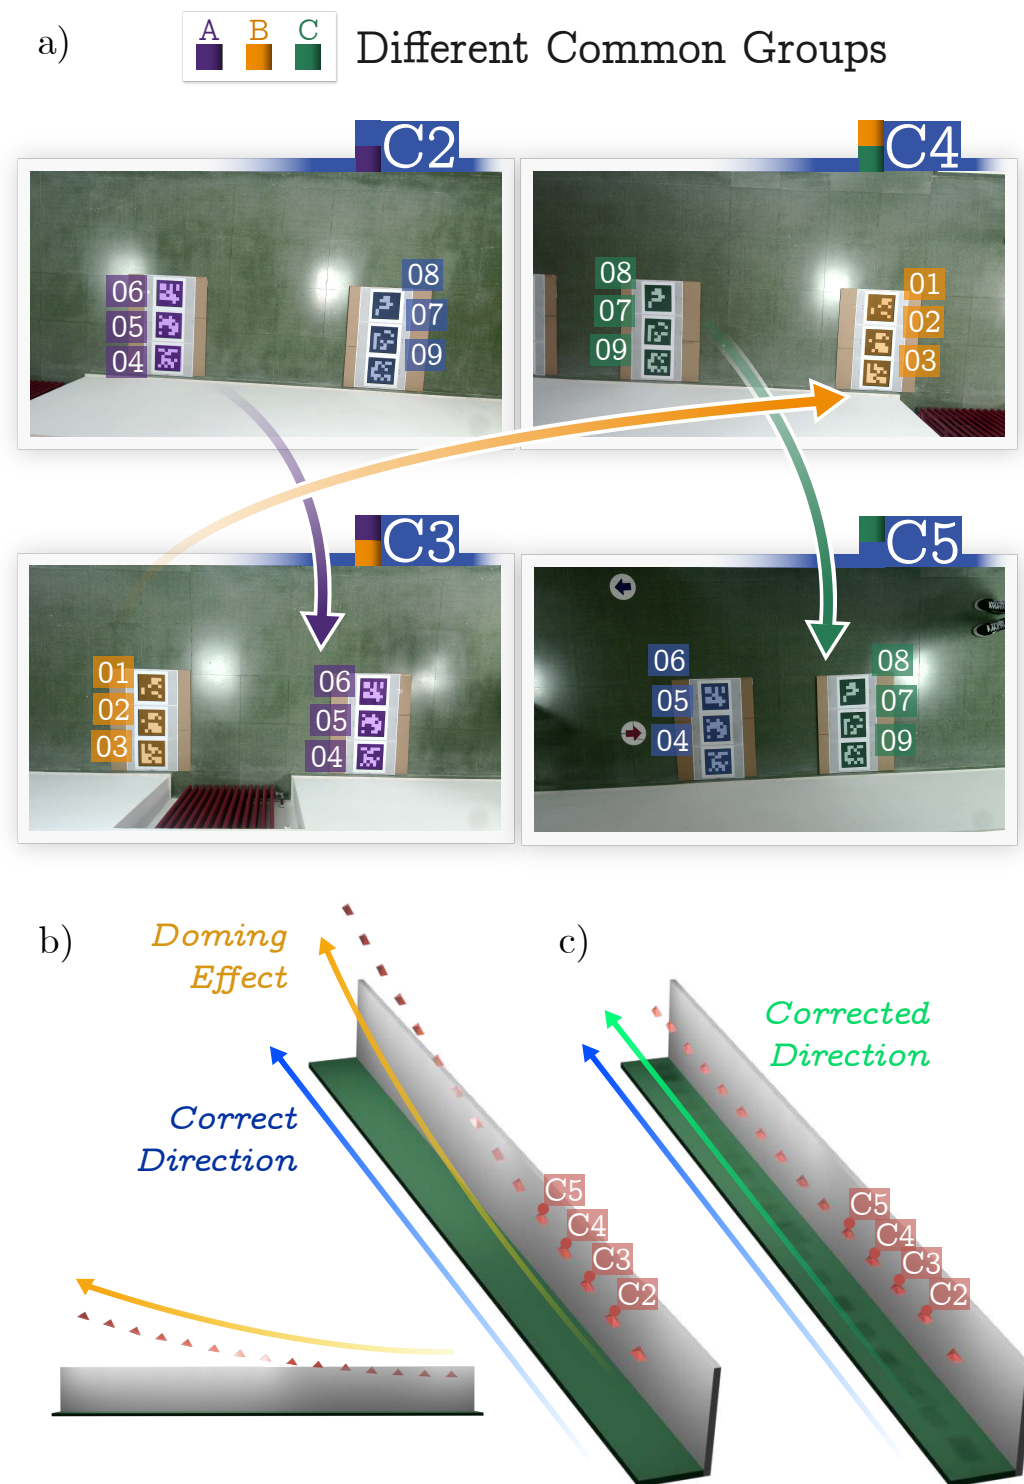 a)
A B C
Different Common Groups
C2
06
05
04
08
07
09
C4
08
07
09
01
02
03
C3
01
02
03
06
05
04
C5
06
05
04
08
07
09
b)
Doming
Effect
Correct
Direction
C5
C4
C3
C2
c)
Corrected
Direction
C5
C4
C3
C2